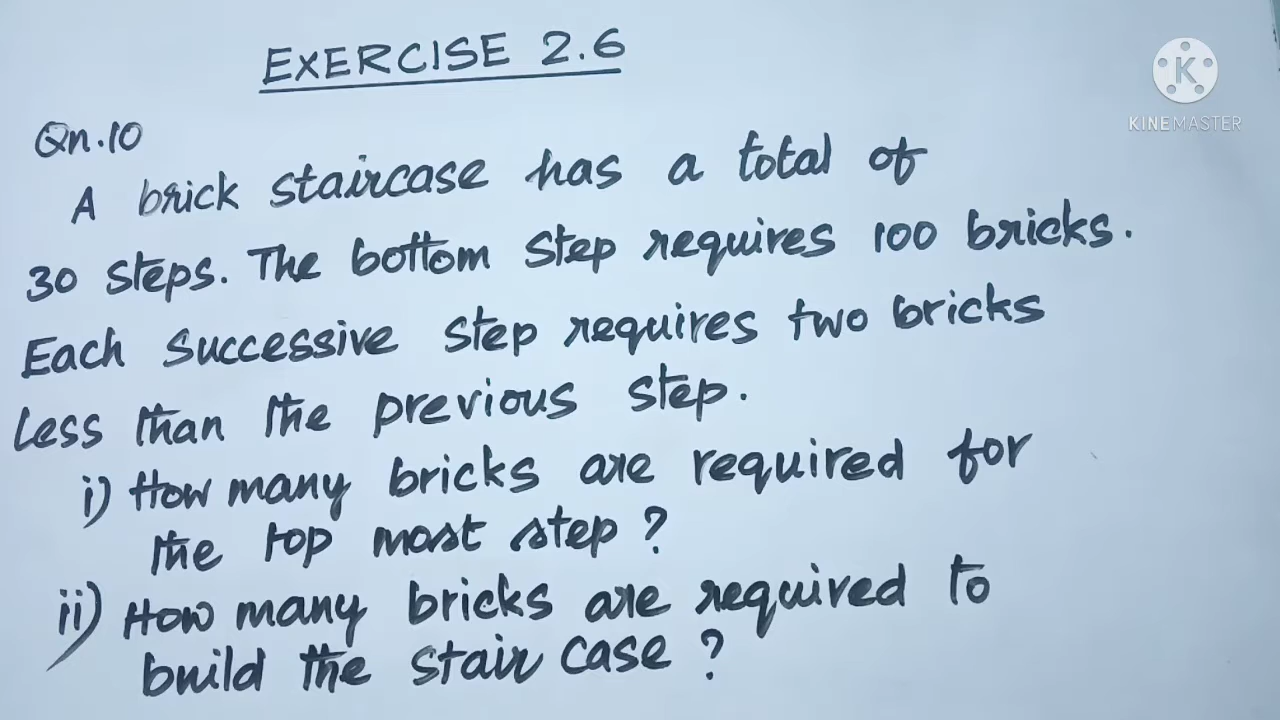 EXERCISE 2.6
K
KINEMASTER
Qn.10
A brick staircase has a total of
30 steps. The bottom step requires 100 bricks.
Each successive step requires two bricks
less than the previous step.
i) How many bricks are required for
the top most step?
ii) How many bricks are required to
build the stair case?